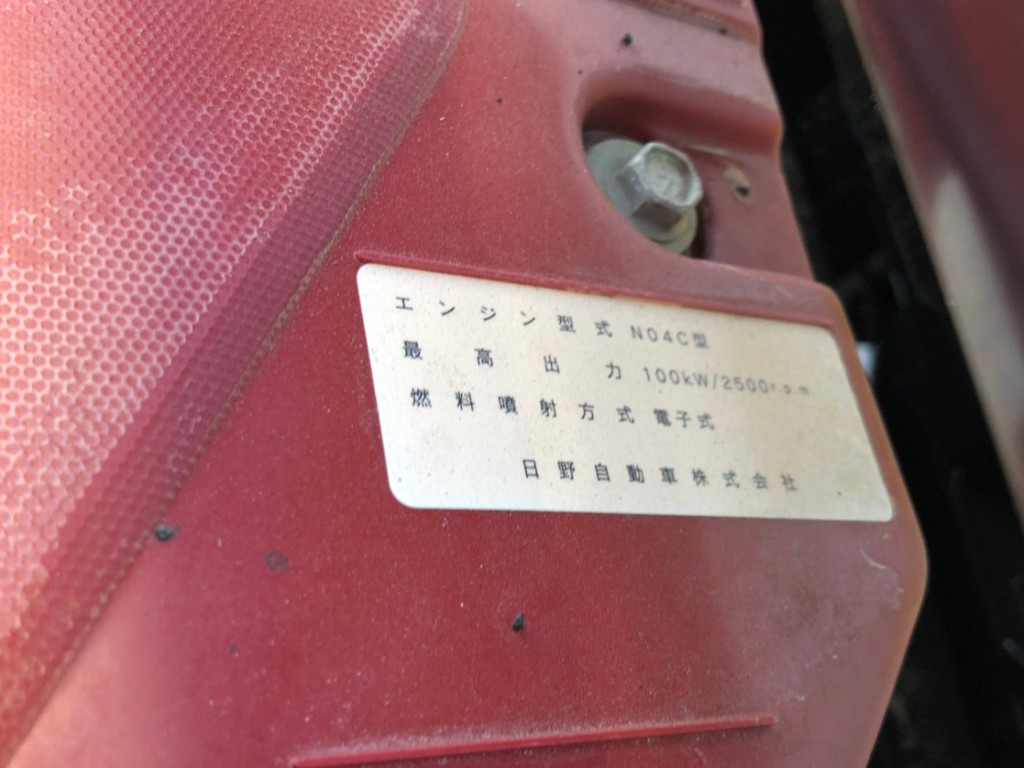 エンジン型式 N04C型
最高出力 100kW/2500r.p.m.
燃料噴射方式 電子式
日野自動車株式会社